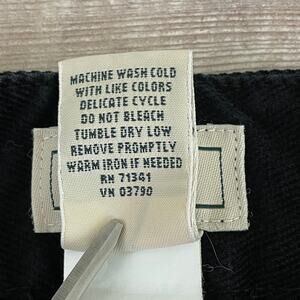 MACHINE WASH COLD
WITH LIKE COLORS
DELICATE CYCLE
DO NOT BLEACH
TUMBLE DRY LOW
REMOVE PROMPTLY
WARM IRON IF NEEDED
RN 71341
VN 03790